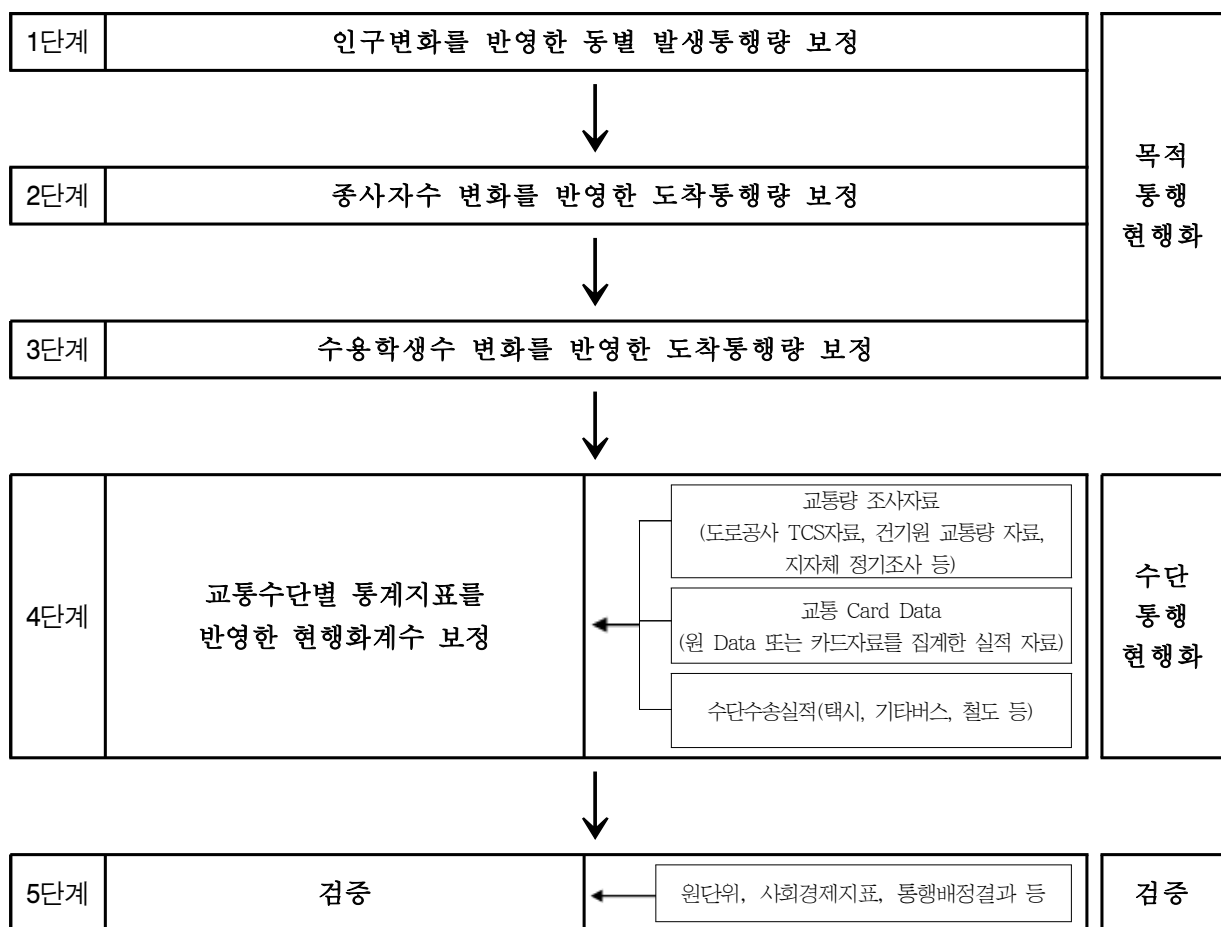 1단계
인구변화를 반영한 동별 발생통행량 보정
2단계
종사자수 변화를 반영한 도착통행량 보정
3단계
수용학생수 변화를 반영한 도착통행량 보정
목적
통행
현행화
4단계
교통수단별 통계지표를
반영한 현행화계수 보정
교통량 조사자료
(도로공사 TCS자료, 건기원 교통량 자료,
지자체 정기조사 등)
교통 Card Data
(원 Data 또는 카드자료를 집계한 실적 자료)
수단수송실적(택시, 기타버스, 철도 등)
수단
통행
현행화
5단계
검증
원단위, 사회경제지표, 통행배정결과 등
검증